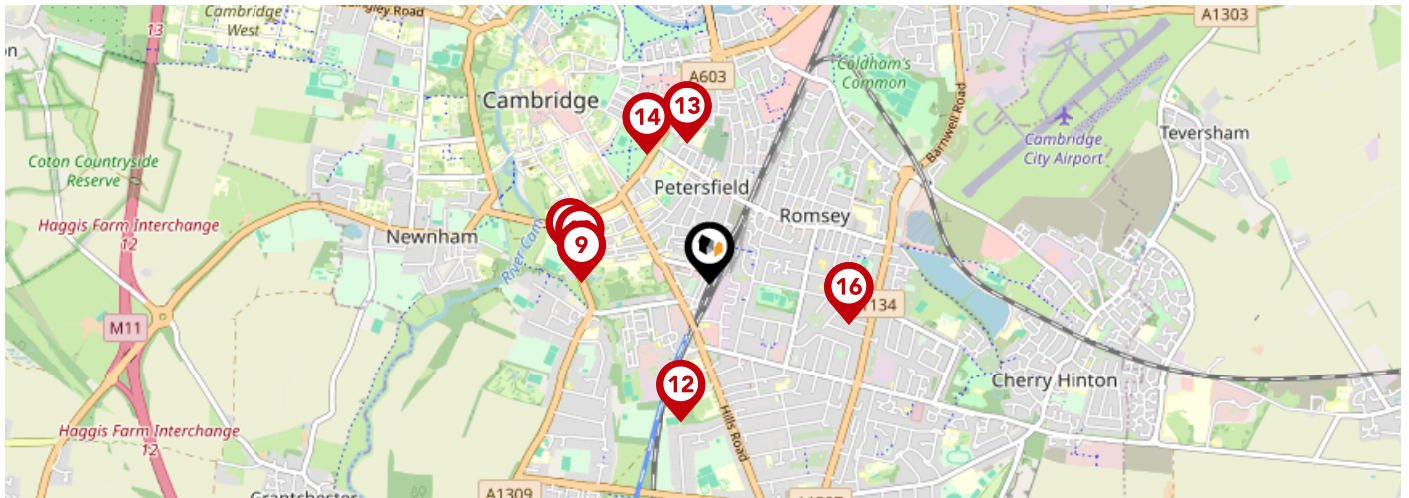 Cambridge
West
A1303
13
Coldham's
Common
A603
Cambridge
13
14
Barnwell Road
Teversham
Cambridge
City Airport
Coton Countryside
Reserve
Petersfield
Romsey
Haggis Farm Interchange
12
Newnham
River Cam
9
16
134
M11
12
Cherry Hinton
Hills Road
Haggis Farm Interchange
12
A1309
Grantchester